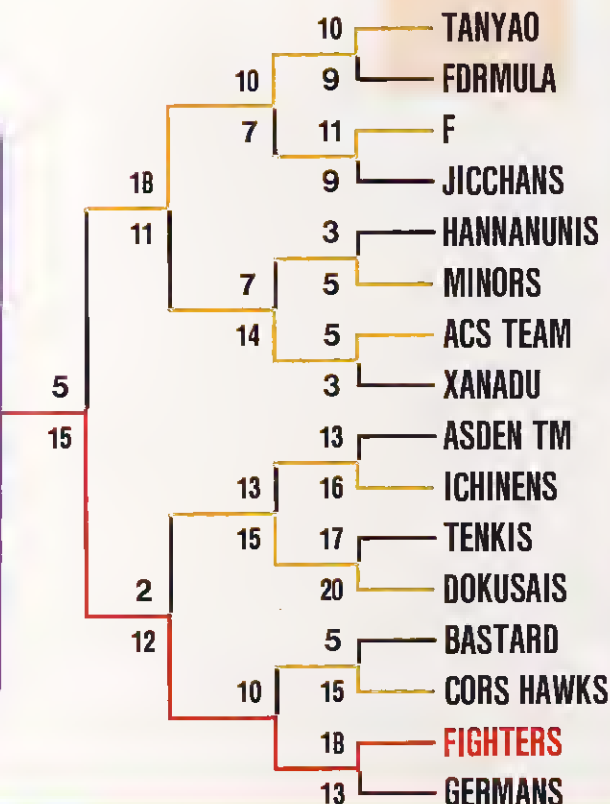 10 TANYAO
10 9 FDRMULA
7 11 F
18 9 JICCHANS
11 3 HANNANUNIS
7 5 MINORS
14 5 ACS TEAM
5 3 XANADU
15 13 ASDEN TM
13 16 ICHINENS
15 17 TENKIS
2 20 DOKUSAIS
12 5 BASTARD
10 15 CORS HAWKS
18 FIGHTERS
13 GERMANS